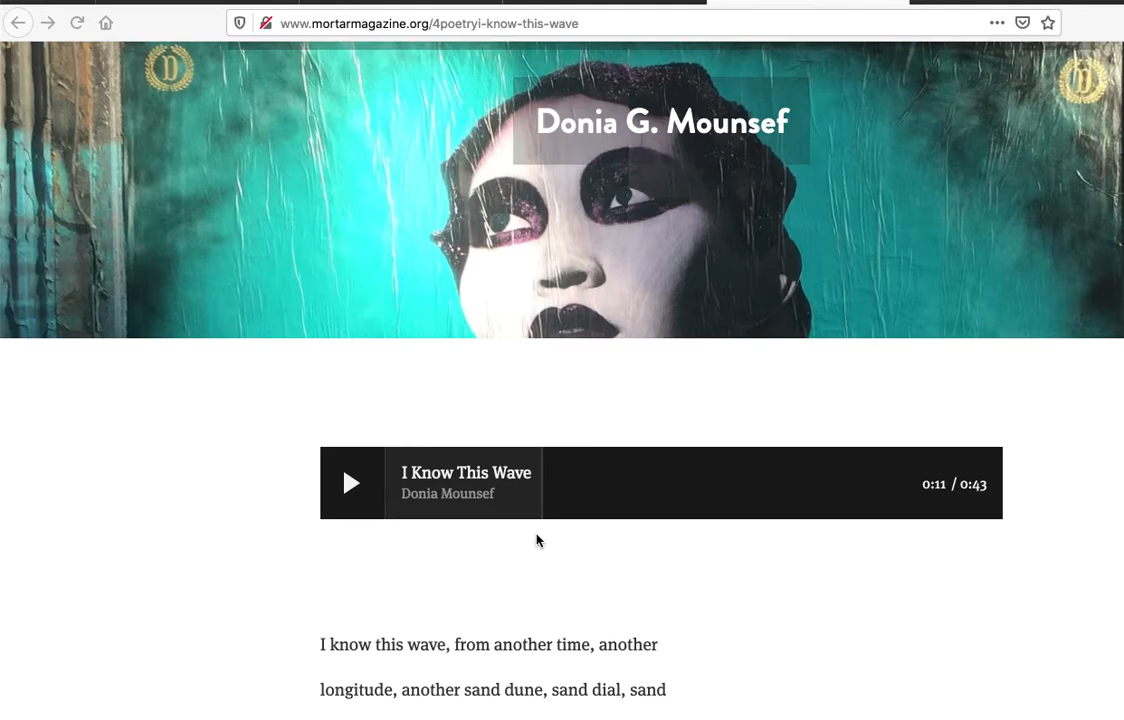 www.mortarmagazine.org/4poetryi-know-this-wave
Donia G. Mounsef
I Know This Wave
Donia Mounsef
0:11 / 0:43
I know this wave, from another time, another
longitude, another sand dune, sand dial, sand